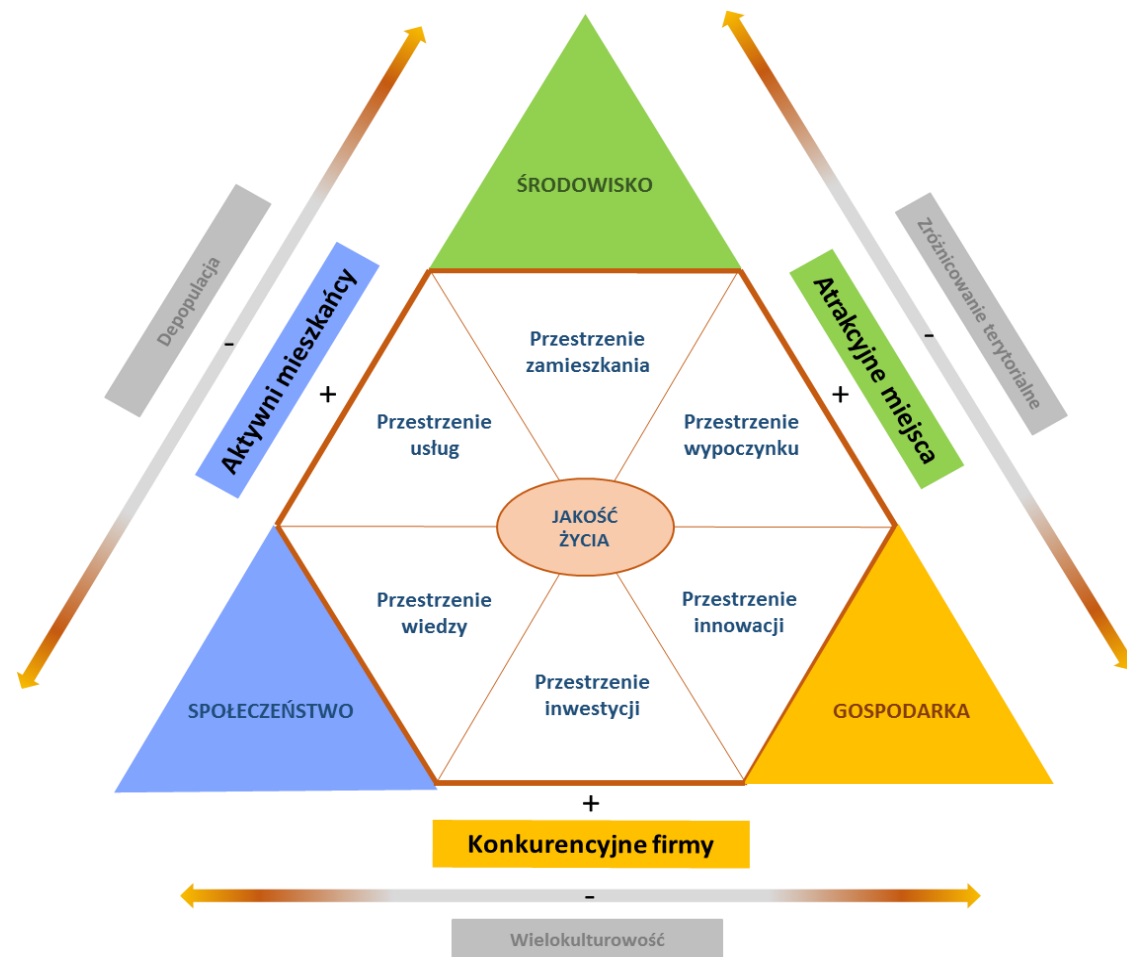 ŚRODOWISKO
Depopulacja
-
Aktywni mieszkańcy
+
Zróżnicowanie terytorialne
-
Atrakcyjne miejsca
+
Przestrzenie
zamieszkania
Przestrzenie
usług
Przestrzenie
wypoczynku
JAKOŚĆ
ŻYCIA
Przestrzenie
wiedzy
Przestrzenie
innowacji
Przestrzenie
inwestycji
SPOŁECZEŃSTWO
GOSPODARKA
+
Konkurencyjne firmy
-
Wielokulturowość